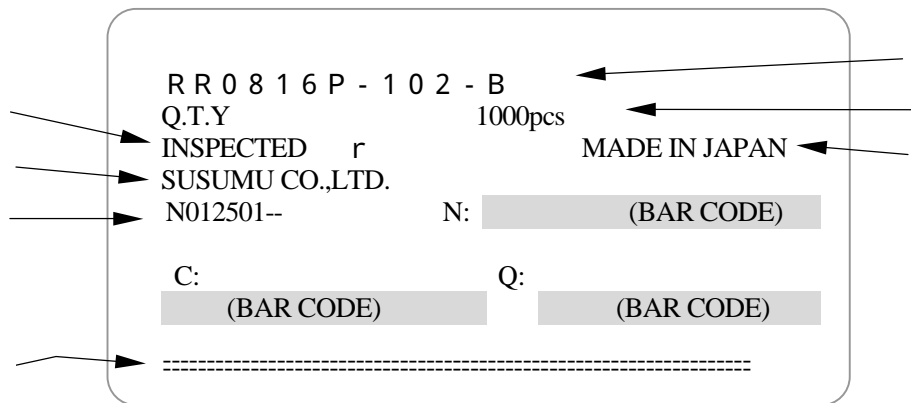 RR0816P-102-B
Q.T.Y 1000pcs
INSPECTED r MADE IN JAPAN
SUSUMU CO.,LTD.
N012501-- N: (BAR CODE)
C: Q:
(BAR CODE) (BAR CODE)